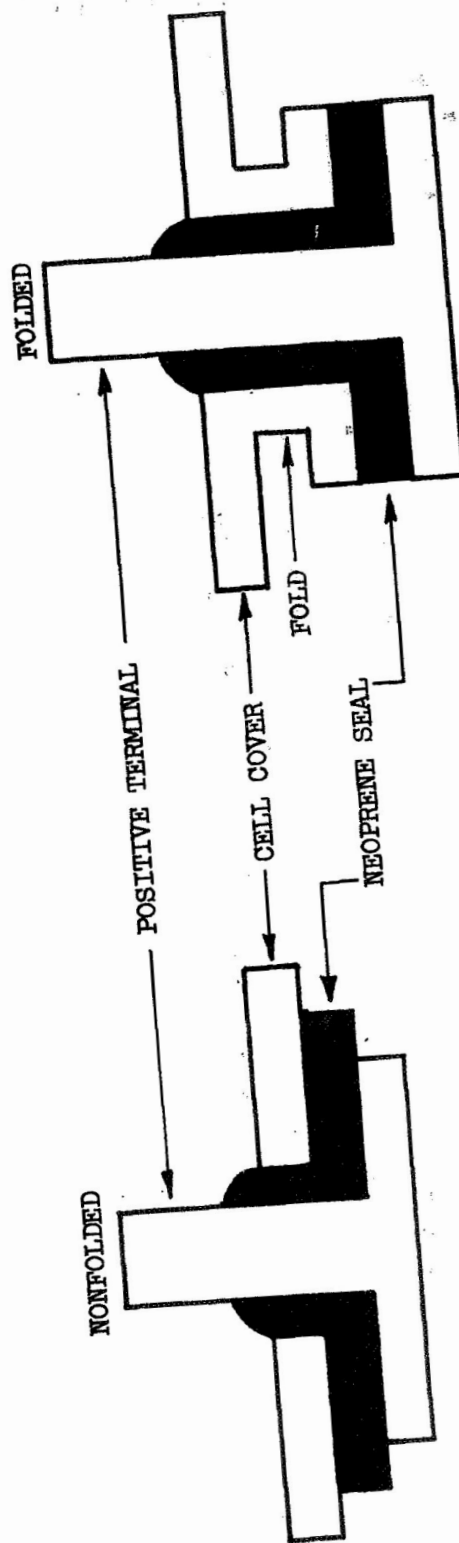 NONFOLDED
FOLDED
POSITIVE TERMINAL
CELL COVER
FOLD
NEOPRENE SEAL